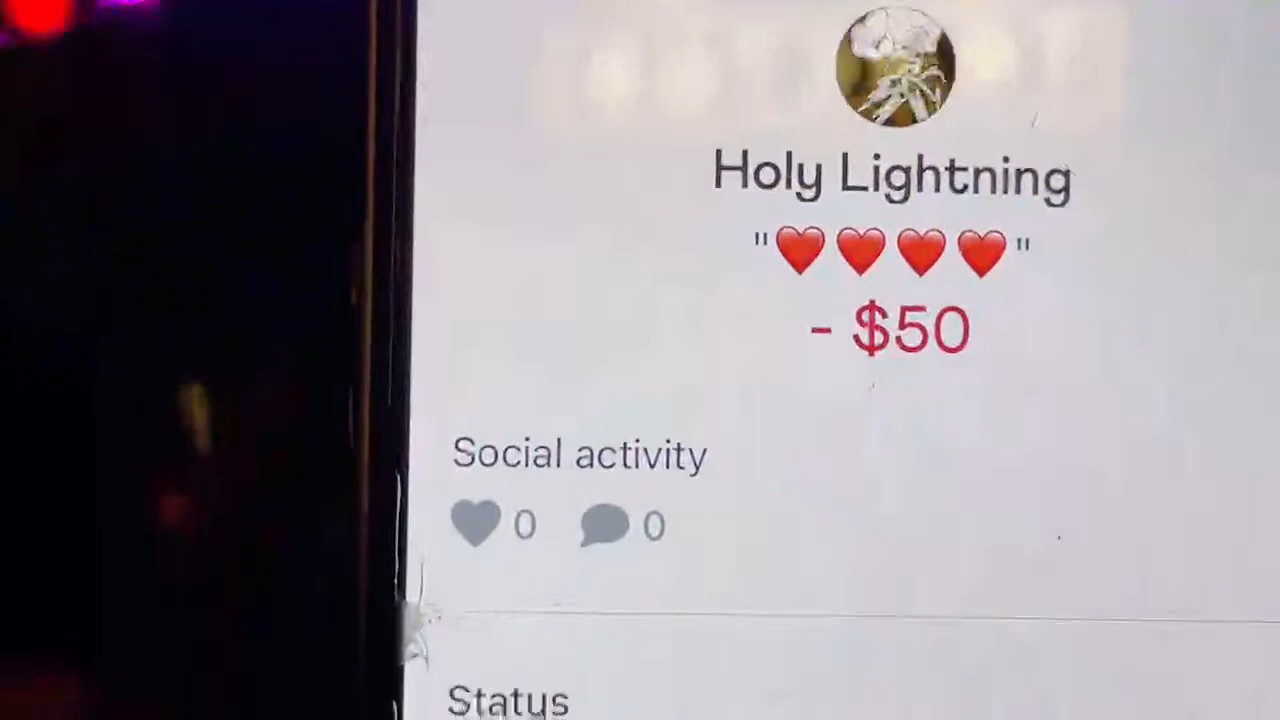 Holy Lightning
"❤️❤️❤️❤️"
- $50
Social activity
0 0
Status